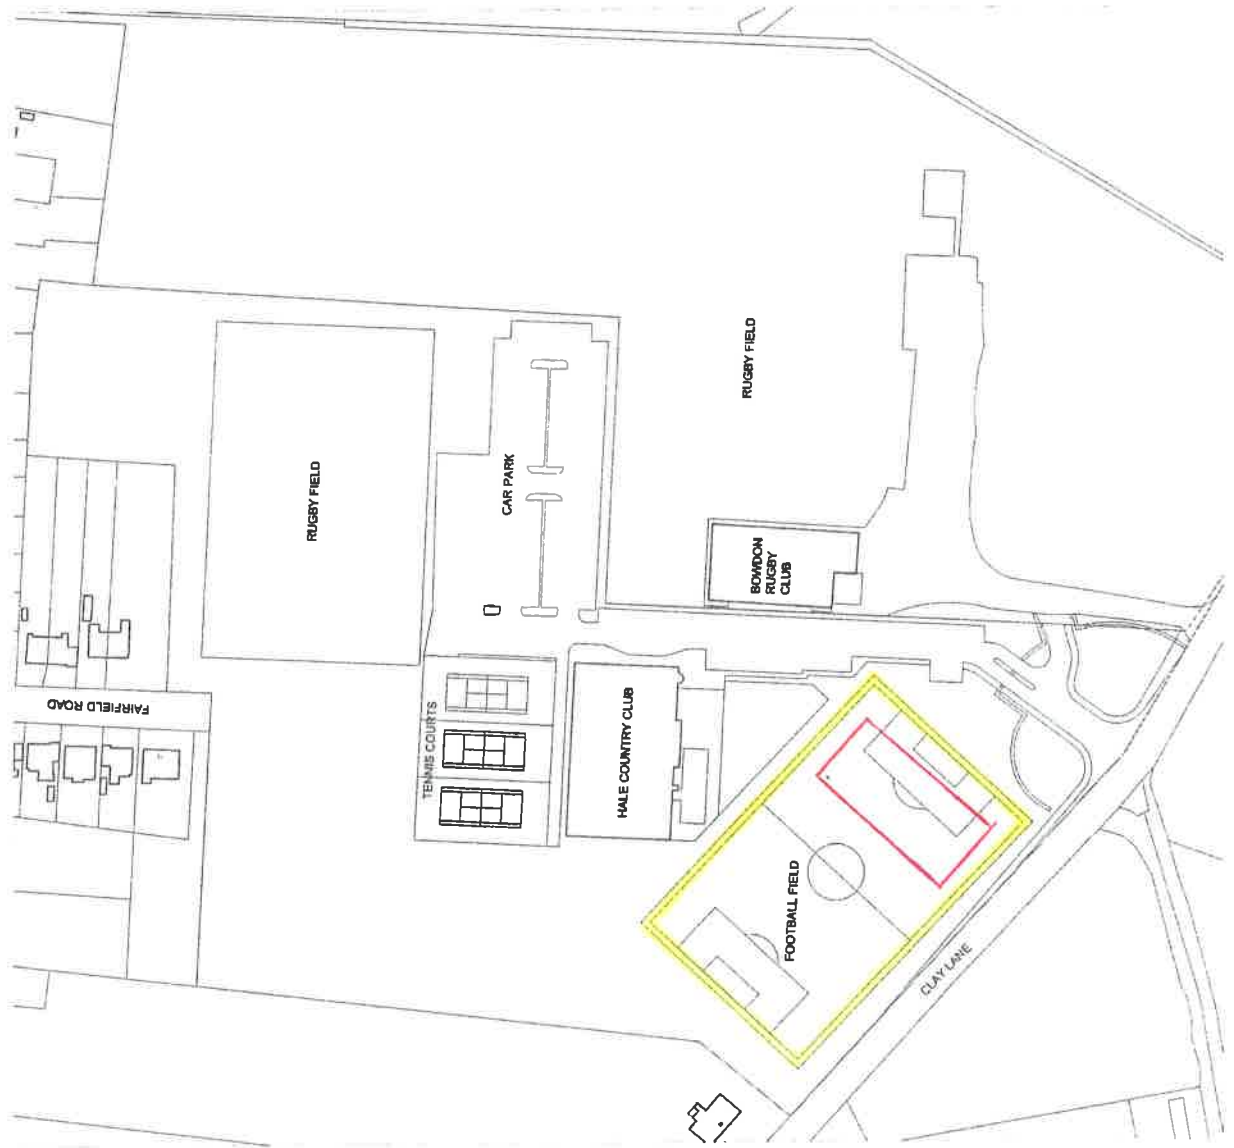 RUGBY FIELD
RUGBY FIELD
CAR PARK
BOWDON
RUGBY
CLUB
FAIRFIELD ROAD
TENNIS COURTS
HALE COUNTRY CLUB
FOOTBALL FIELD
CLAY LANE